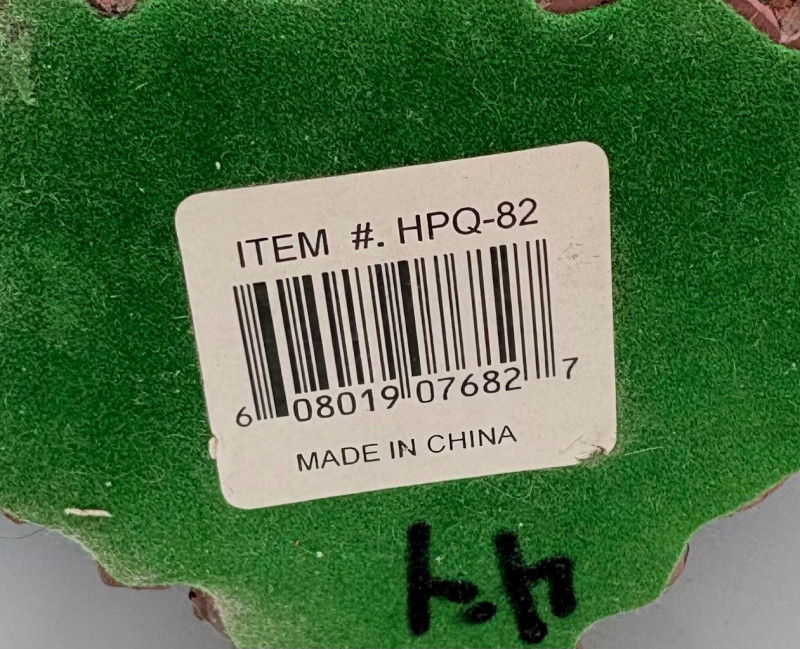 ITEM #. HPQ-82
6 08019 07682 7
MADE IN CHINA